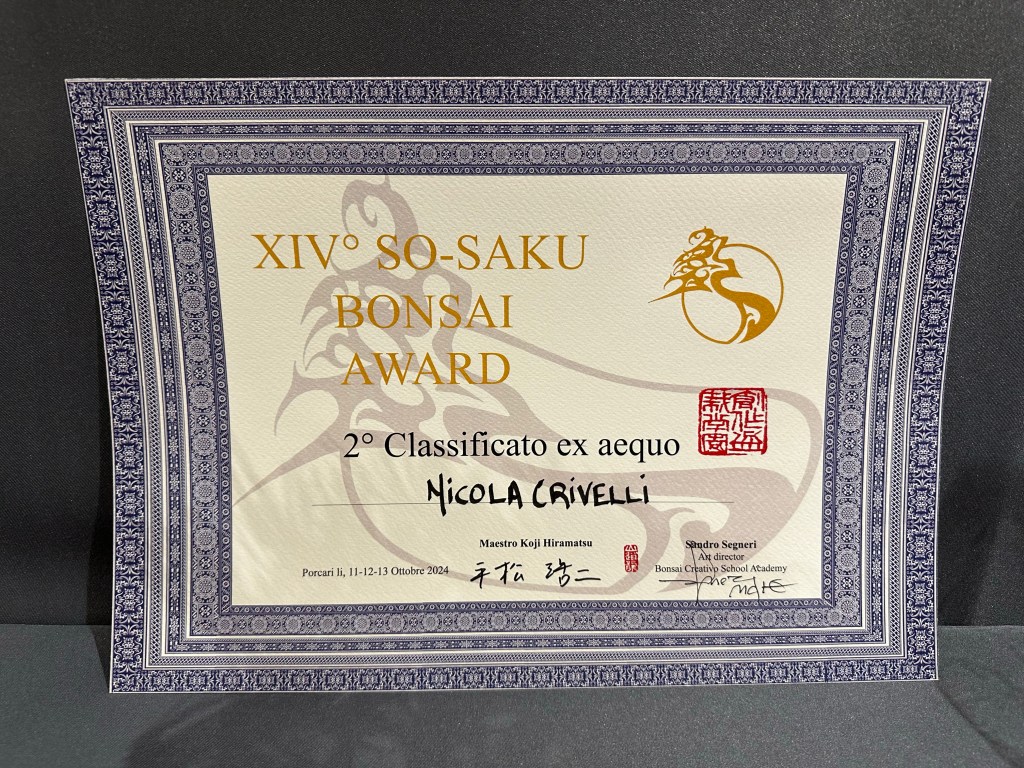 XIV° SO-SAKU
BONSAI
AWARD
2° Classificato ex aequo
NICOLA CRIVELLI
Maestro Koji Hiramatsu
平松 浩二
Porcari li, 11-12-13 Ottobre 2024
Sandro Segneri
Art director
Bonsai Creativo School Academy